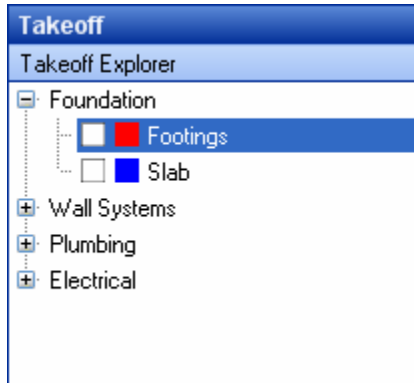 Takeoff
Takeoff Explorer
Foundation
Footings
Slab
Wall Systems
Plumbing
Electrical